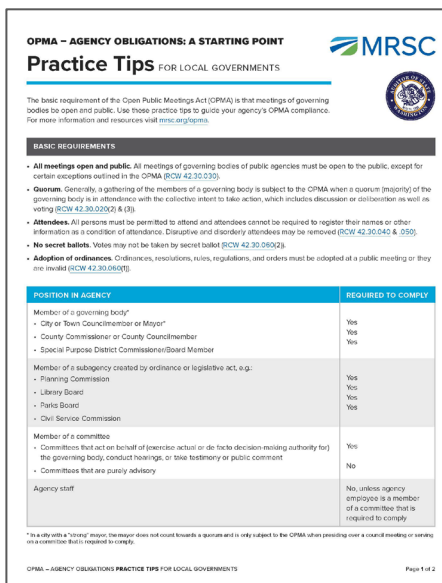 OPMA – AGENCY OBLIGATIONS: A STARTING POINT
Practice Tips FOR LOCAL GOVERNMENTS
MRSC
The basic requirement of the Open Public Meetings Act (OPMA) is that meetings of governing
bodies be open and public. Use these practice tips to guide your agency's OPMA compliance.
For more information and resources visit mrsc.org/opma.
BASIC REQUIREMENTS
• All meetings open and public. All meetings of governing bodies of public agencies must be open to the public, except for
certain exceptions outlined in the OPMA (RCW 42.30.030).
• Quorum. Generally, a gathering of the members of a governing body is subject to the OPMA when a quorum (majority) of the
governing body is in attendance with the collective intent to take action, which includes discussion or deliberation as well as
voting (RCW 42.30.020(2) & (3)).
• Attendees. All persons must be permitted to attend and attendees cannot be required to register their names or other
information as a condition of attendance. Disruptive and disorderly attendees may be removed (RCW 42.30.040 & .050).
• No secret ballots. Votes may not be taken by secret ballot (RCW 42.30.060(2)).
• Adoption of ordinances. Ordinances, resolutions, rules, regulations, and orders must be adopted at a public meeting or they
are invalid (RCW 42.30.060(1)).
POSITION IN AGENCY REQUIRED TO COMPLY
Member of a governing body*
• City or Town Councilmember or Mayor* Yes
• County Commissioner or County Councilmember Yes
• Special Purpose District Commissioner/Board Member Yes
Member of a subagency created by ordinance or legislative act, e.g.:
• Planning Commission Yes
• Library Board Yes
• Parks Board Yes
• Civil Service Commission Yes
Member of a committee
• Committees that act on behalf of (exercise actual or de facto decision-making authority for) Yes
the governing body, conduct hearings, or take testimony or public comment
• Committees that are purely advisory No
Agency staff No, unless agency
employee is a member
of a committee that is
required to comply
* In a city with a "strong" mayor, the mayor does not count towards a quorum and is only subject to the OPMA when presiding over a council meeting or serving
on a committee that is required to comply.
OPMA – AGENCY OBLIGATIONS PRACTICE TIPS FOR LOCAL GOVERNMENTS Page 1 of 2